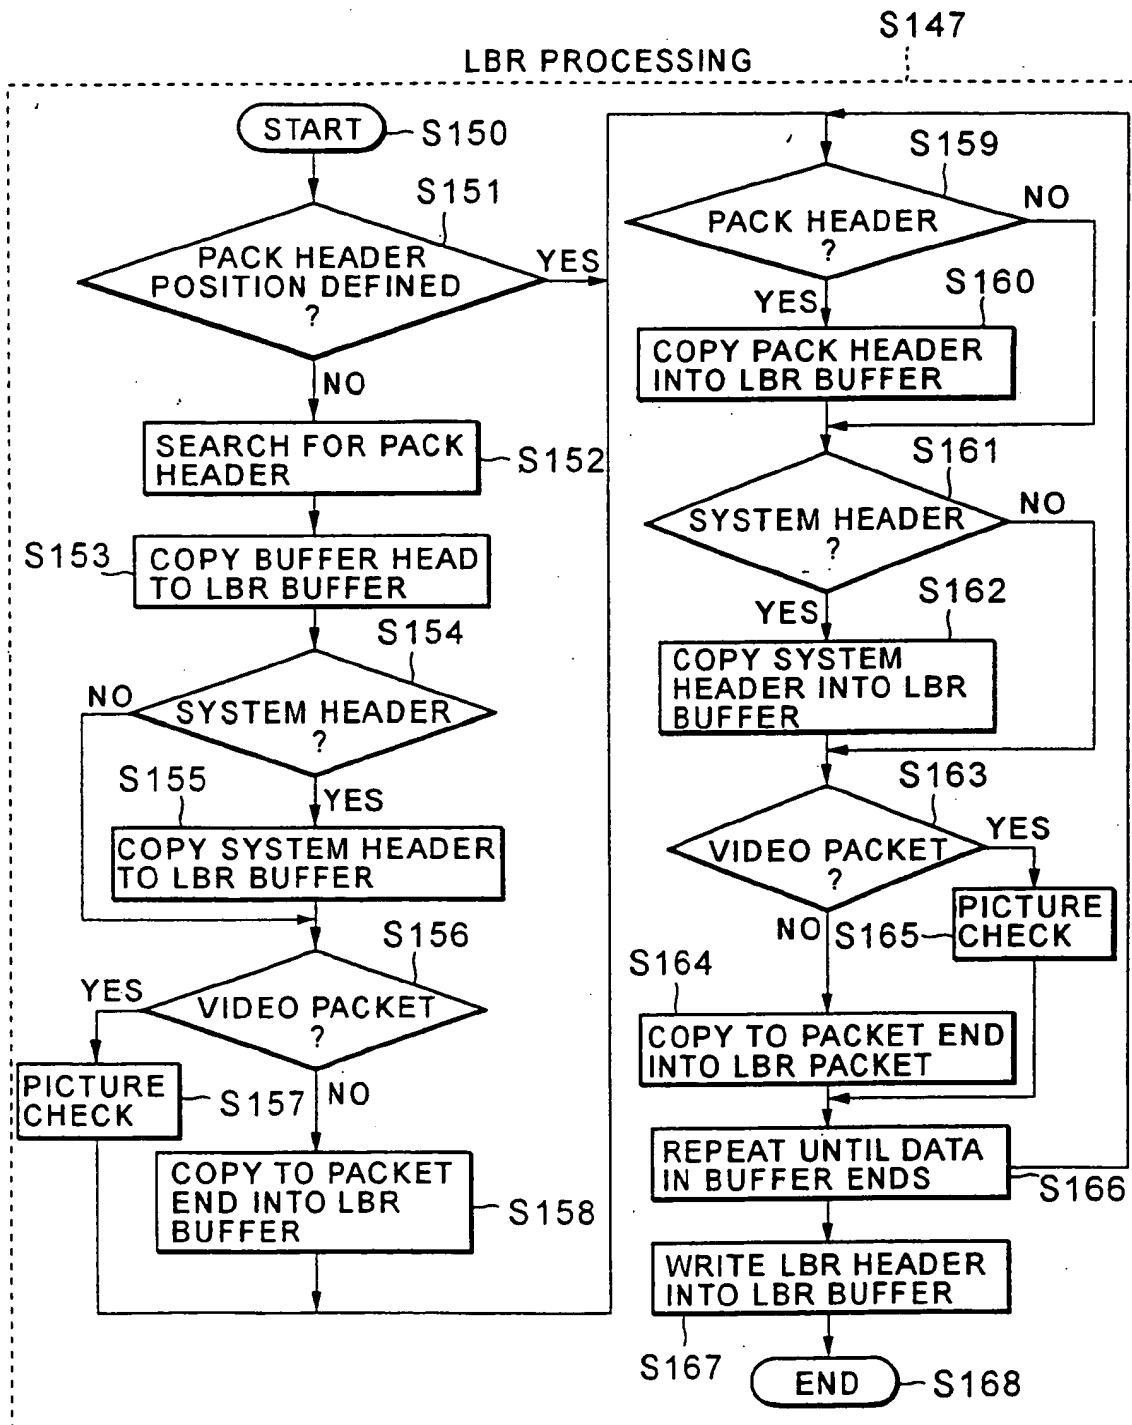 S147
LBR PROCESSING
START
S150
S151
PACK HEADER
POSITION DEFINED
?
YES
NO
SEARCH FOR PACK
HEADER
S152
S153
COPY BUFFER HEAD
TO LBR BUFFER
S154
NO
SYSTEM HEADER
?
S155
YES
COPY SYSTEM HEADER
TO LBR BUFFER
S156
YES
VIDEO PACKET
?
PICTURE
CHECK
S157
NO
COPY TO PACKET
END INTO LBR
BUFFER
S158
S159
PACK HEADER
?
NO
YES
S160
COPY PACK HEADER
INTO LBR BUFFER
S161
SYSTEM HEADER
?
NO
YES
S162
COPY SYSTEM
HEADER INTO LBR
BUFFER
S163
VIDEO PACKET
?
YES
NO
S165
PICTURE
CHECK
S164
COPY TO PACKET END
INTO LBR PACKET
REPEAT UNTIL DATA
IN BUFFER ENDS
S166
WRITE LBR HEADER
INTO LBR BUFFER
S167
END
S168